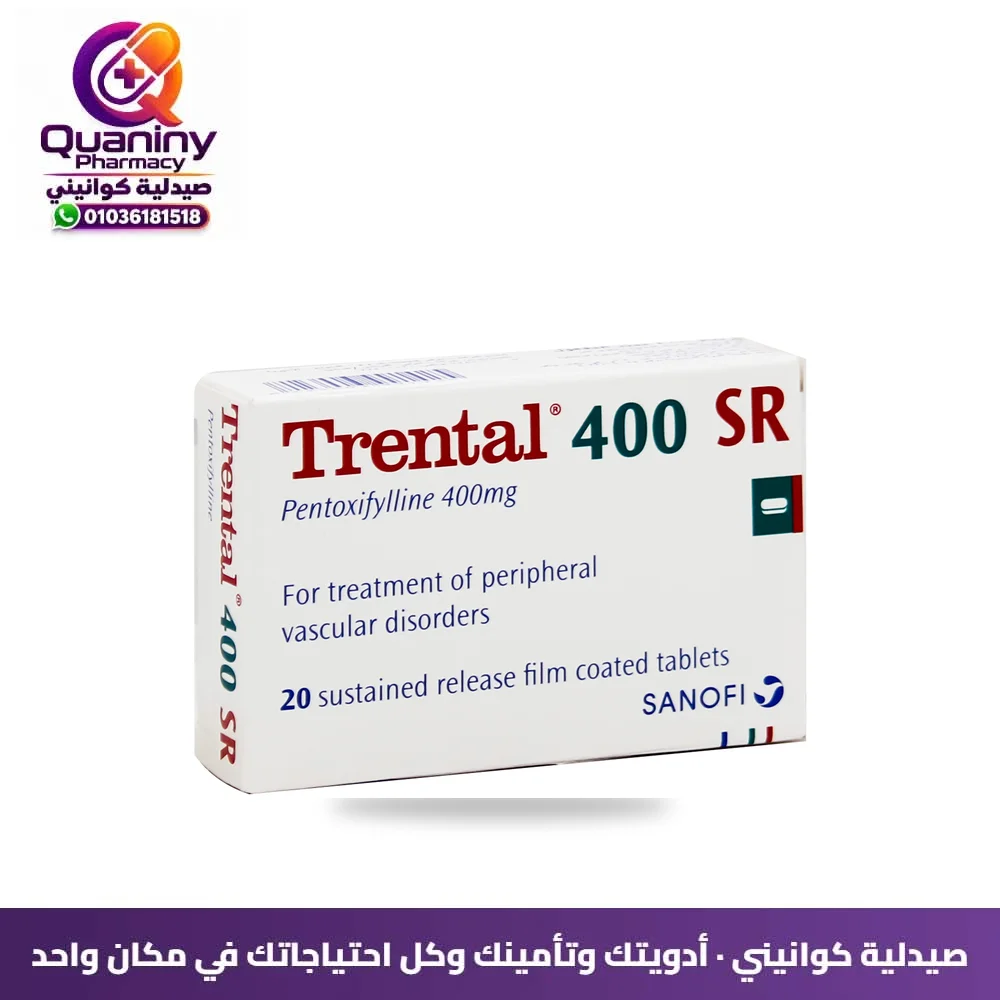 Quaniny
Pharmacy
صيدلية كوانيني
01036181518
Trental® 400 SR
Pentoxifylline 400mg
For treatment of peripheral
vascular disorders
20 sustained release film coated tablets
SANOFI
Trental® 400 SR
Pentoxifylline
صيدلية كوانيني · أدويتك وتأمينك وكل احتياجاتك في مكان واحد